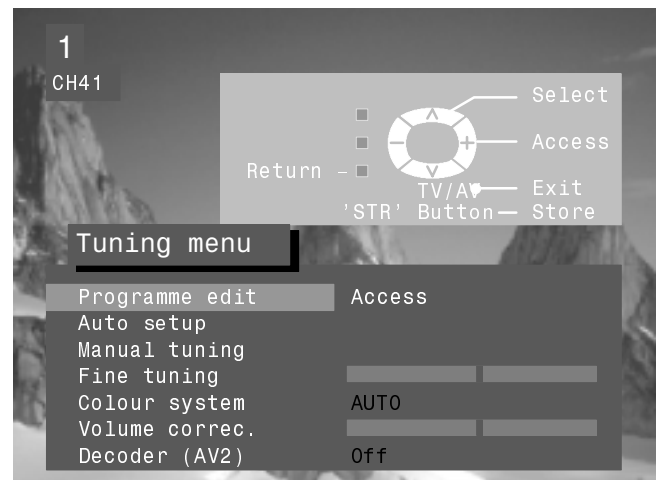 1
CH41
Select
Access
Return
TV/AV Exit
'STR' Button Store
Tuning menu
Programme edit Access
Auto setup
Manual tuning
Fine tuning
Colour system AUTO
Volume correc.
Decoder (AV2) Off